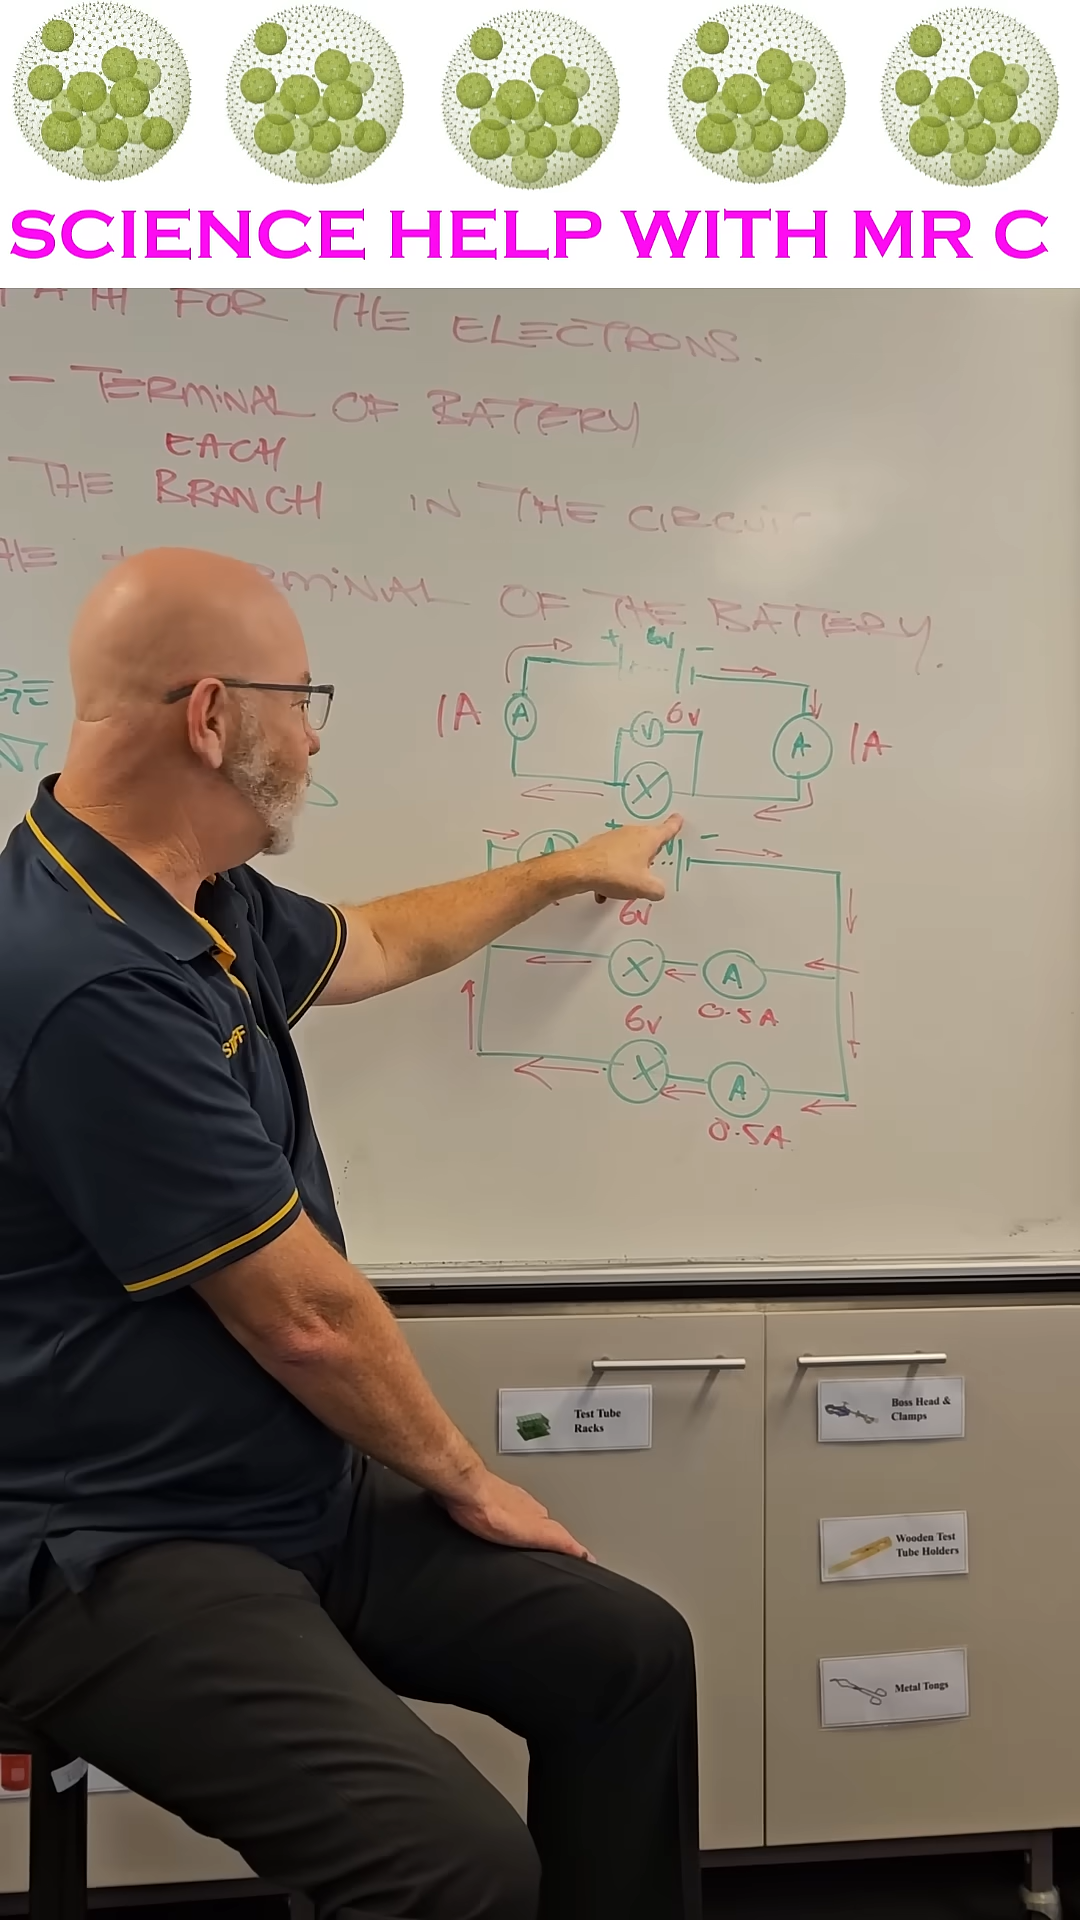 SCIENCE HELP WITH MR C
FOR THE ELECTRONS.
- TERMINAL OF BATTERY
EACH
THE BRANCH IN THE CIRCUIT
OF THE BATTERY.
+ 6V -
1A A V 6V A 1A
X
+ -
A
6V
X A
0.5A
6V
X A
0.5A
STAFF
Test Tube
Racks
Boss Head &
Clamps
Wooden Test
Tube Holders
Metal Tongs